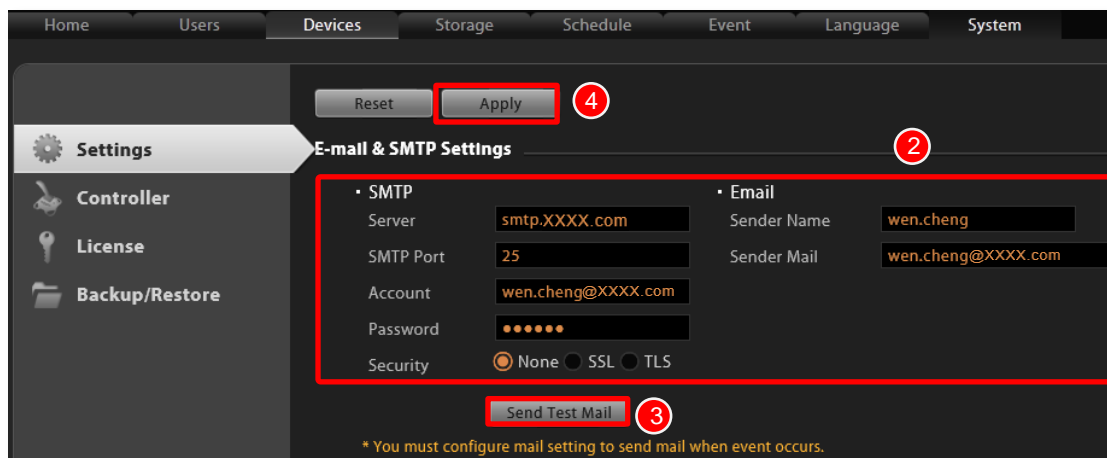 Home Users Devices Storage Schedule Event Language System
Reset Apply 4
Settings
E-mail & SMTP Settings 2
Controller
License
Backup/Restore
• SMTP • Email
Server smtp.XXXX.com Sender Name wen.cheng
SMTP Port 25 Sender Mail wen.cheng@XXXX.com
Account wen.cheng@XXXX.com
Password ●●●●●●
Security None SSL TLS
Send Test Mail 3
* You must configure mail setting to send mail when event occurs.